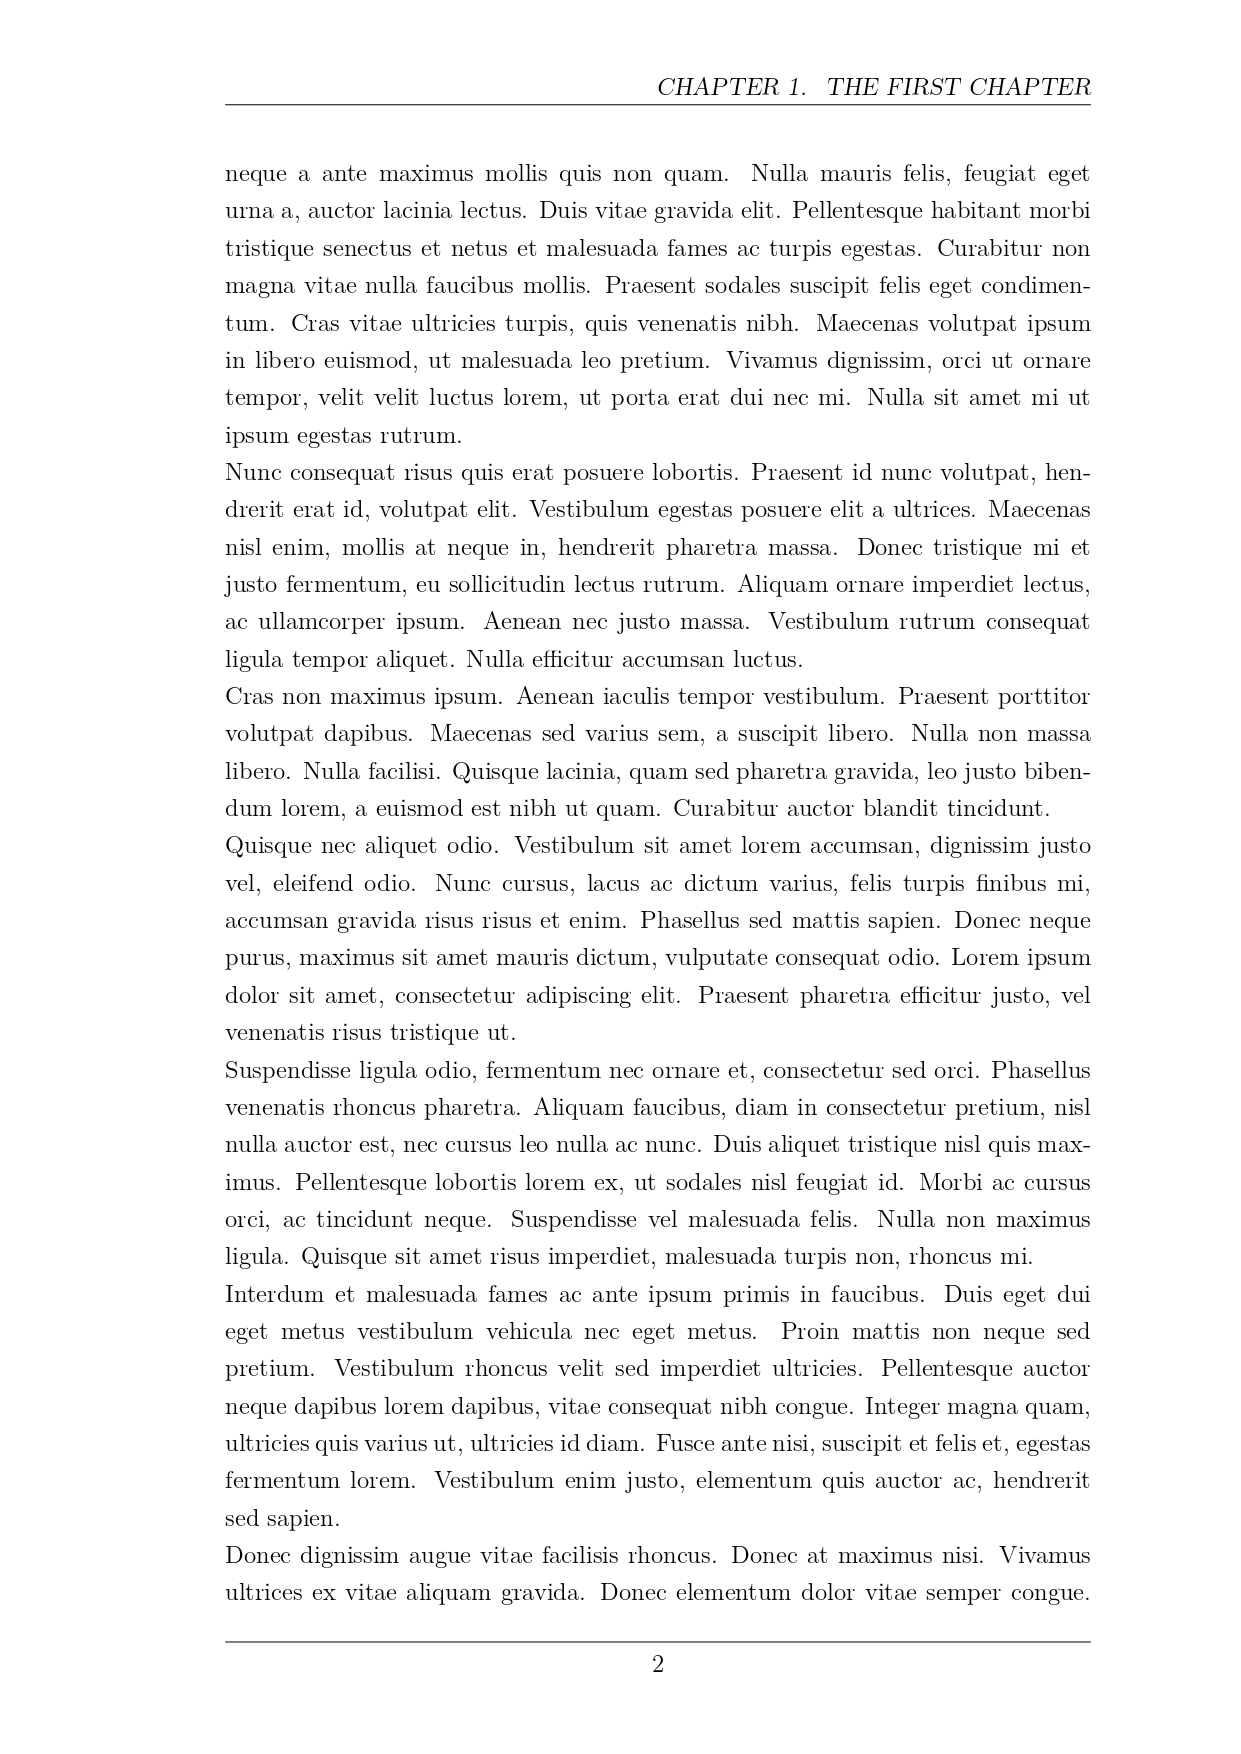 CHAPTER 1. THE FIRST CHAPTER
neque a ante maximus mollis quis non quam. Nulla mauris felis, feugiat eget
urna a, auctor lacinia lectus. Duis vitae gravida elit. Pellentesque habitant morbi
tristique senectus et netus et malesuada fames ac turpis egestas. Curabitur non
magna vitae nulla faucibus mollis. Praesent sodales suscipit felis eget condimen-
tum. Cras vitae ultricies turpis, quis venenatis nibh. Maecenas volutpat ipsum
in libero euismod, ut malesuada leo pretium. Vivamus dignissim, orci ut ornare
tempor, velit velit luctus lorem, ut porta erat dui nec mi. Nulla sit amet mi ut
ipsum egestas rutrum.
Nunc consequat risus quis erat posuere lobortis. Praesent id nunc volutpat, hen-
drerit erat id, volutpat elit. Vestibulum egestas posuere elit a ultrices. Maecenas
nisl enim, mollis at neque in, hendrerit pharetra massa. Donec tristique mi et
justo fermentum, eu sollicitudin lectus rutrum. Aliquam ornare imperdiet lectus,
ac ullamcorper ipsum. Aenean nec justo massa. Vestibulum rutrum consequat
ligula tempor aliquet. Nulla efficitur accumsan luctus.
Cras non maximus ipsum. Aenean iaculis tempor vestibulum. Praesent porttitor
volutpat dapibus. Maecenas sed varius sem, a suscipit libero. Nulla non massa
libero. Nulla facilisi. Quisque lacinia, quam sed pharetra gravida, leo justo biben-
dum lorem, a euismod est nibh ut quam. Curabitur auctor blandit tincidunt.
Quisque nec aliquet odio. Vestibulum sit amet lorem accumsan, dignissim justo
vel, eleifend odio. Nunc cursus, lacus ac dictum varius, felis turpis finibus mi,
accumsan gravida risus risus et enim. Phasellus sed mattis sapien. Donec neque
purus, maximus sit amet mauris dictum, vulputate consequat odio. Lorem ipsum
dolor sit amet, consectetur adipiscing elit. Praesent pharetra efficitur justo, vel
venenatis risus tristique ut.
Suspendisse ligula odio, fermentum nec ornare et, consectetur sed orci. Phasellus
venenatis rhoncus pharetra. Aliquam faucibus, diam in consectetur pretium, nisl
nulla auctor est, nec cursus leo nulla ac nunc. Duis aliquet tristique nisl quis max-
imus. Pellentesque lobortis lorem ex, ut sodales nisl feugiat id. Morbi ac cursus
orci, ac tincidunt neque. Suspendisse vel malesuada felis. Nulla non maximus
ligula. Quisque sit amet risus imperdiet, malesuada turpis non, rhoncus mi.
Interdum et malesuada fames ac ante ipsum primis in faucibus. Duis eget dui
eget metus vestibulum vehicula nec eget metus. Proin mattis non neque sed
pretium. Vestibulum rhoncus velit sed imperdiet ultricies. Pellentesque auctor
neque dapibus lorem dapibus, vitae consequat nibh congue. Integer magna quam,
ultricies quis varius ut, ultricies id diam. Fusce ante nisi, suscipit et felis et, egestas
fermentum lorem. Vestibulum enim justo, elementum quis auctor ac, hendrerit
sed sapien.
Donec dignissim augue vitae facilisis rhoncus. Donec at maximus nisi. Vivamus
ultrices ex vitae aliquam gravida. Donec elementum dolor vitae semper congue.
2